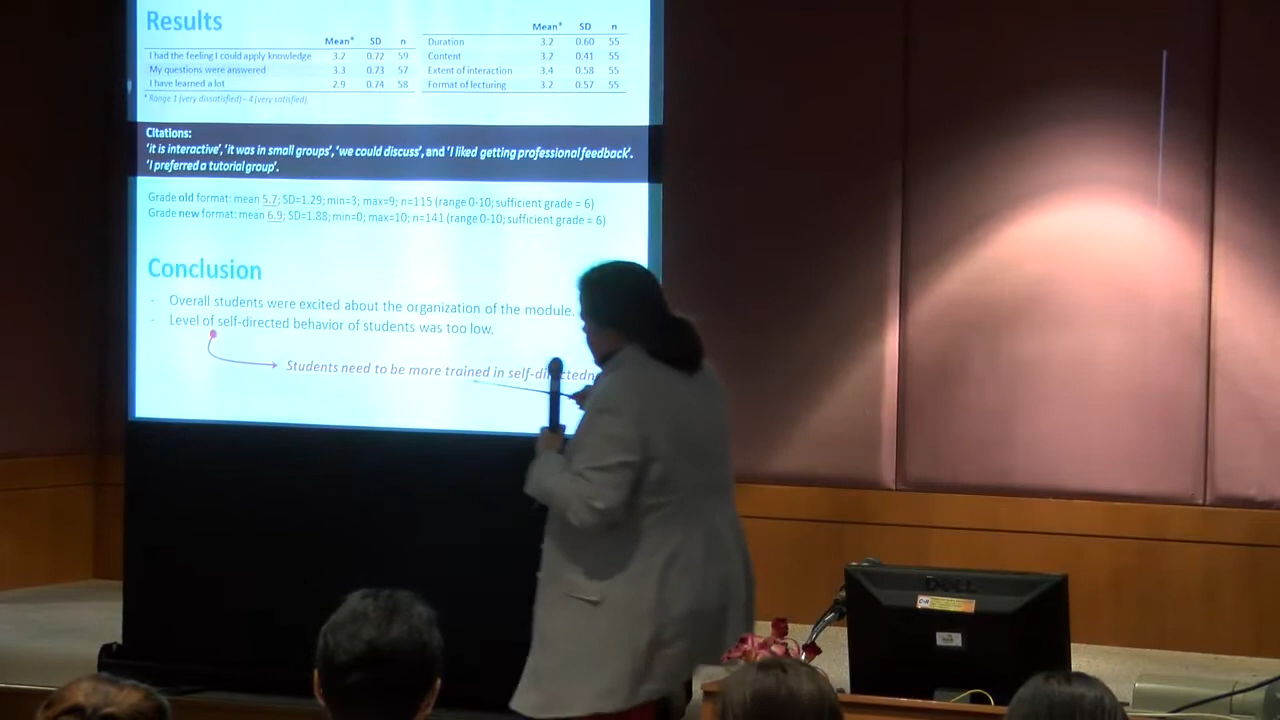 Results
Mean* SD n
I had the feeling I could apply knowledge 3.2 0.72 59
My questions were answered 3.3 0.73 57
I have learned a lot 2.9 0.74 58
* Range 1 (very dissatisfied) – 4 (very satisfied).
Mean* SD n
Duration 3.2 0.60 55
Content 3.2 0.41 55
Extent of interaction 3.4 0.58 55
Format of lecturing 3.2 0.57 55
Citations:
'it is interactive', 'it was in small groups', 'we could discuss', and 'I liked getting professional feedback'.
'I preferred a tutorial group'.
Grade old format: mean 5.7; SD=1.29; min=3; max=9; n=115 (range 0-10; sufficient grade = 6)
Grade new format: mean 6.9; SD=1.88; min=0; max=10; n=141 (range 0-10; sufficient grade = 6)
Conclusion
- Overall students were excited about the organization of the module.
- Level of self-directed behavior of students was too low.
Students need to be more trained in self-directedn
DELL